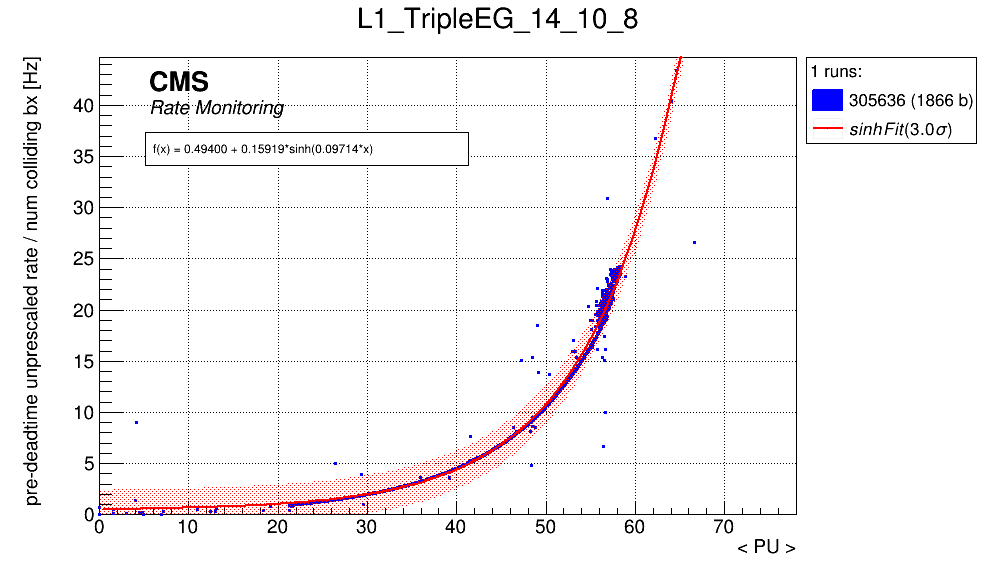 L1_TripleEG_14_10_8
pre-deadtime unprescaled rate / num colliding bx [Hz]
CMS
Rate Monitoring
f(x) = 0.49400 + 0.15919*sinh(0.09714*x)
1 runs:
305636 (1866 b)
sinhFit(3.0σ)
40
35
30
25
20
15
10
5
0
0 10 20 30 40 50 60 70
< PU >